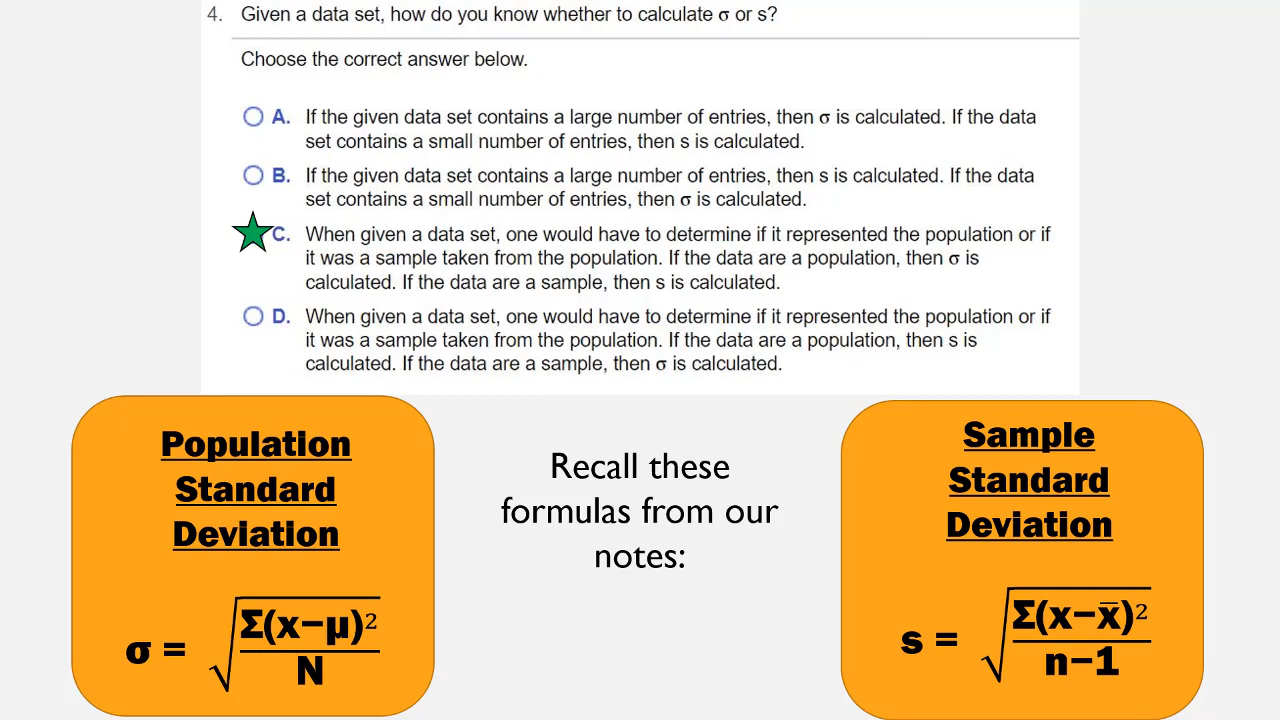 4. Given a data set, how do you know whether to calculate σ or s?
Choose the correct answer below.
A. If the given data set contains a large number of entries, then σ is calculated. If the data
set contains a small number of entries, then s is calculated.
B. If the given data set contains a large number of entries, then s is calculated. If the data
set contains a small number of entries, then σ is calculated.
C. When given a data set, one would have to determine if it represented the population or if
it was a sample taken from the population. If the data are a population, then σ is
calculated. If the data are a sample, then s is calculated.
D. When given a data set, one would have to determine if it represented the population or if
it was a sample taken from the population. If the data are a population, then s is
calculated. If the data are a sample, then σ is calculated.
Population
Standard
Deviation
σ = √ Σ(x−μ)²
N
Recall these
formulas from our
notes:
Sample
Standard
Deviation
s = √ Σ(x−x̅)²
n−1